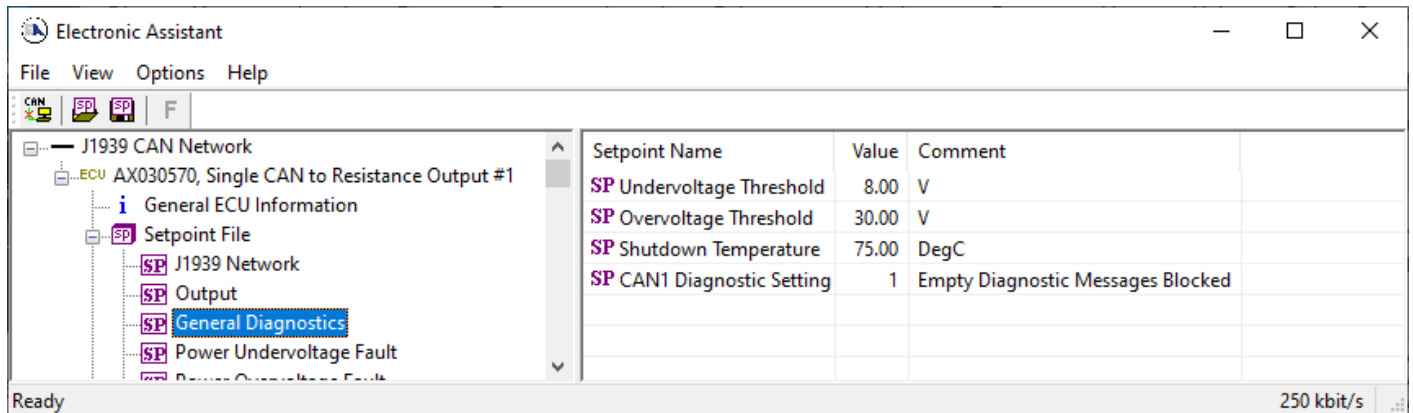 Electronic Assistant
File View Options Help
CAN SP SP F
J1939 CAN Network
ECU AX030570, Single CAN to Resistance Output #1
i General ECU Information
SP Setpoint File
SP J1939 Network
SP Output
SP General Diagnostics
SP Power Undervoltage Fault
Setpoint Name Value Comment
SP Undervoltage Threshold 8.00 V
SP Overvoltage Threshold 30.00 V
SP Shutdown Temperature 75.00 DegC
SP CAN1 Diagnostic Setting 1 Empty Diagnostic Messages Blocked
Ready 250 kbit/s